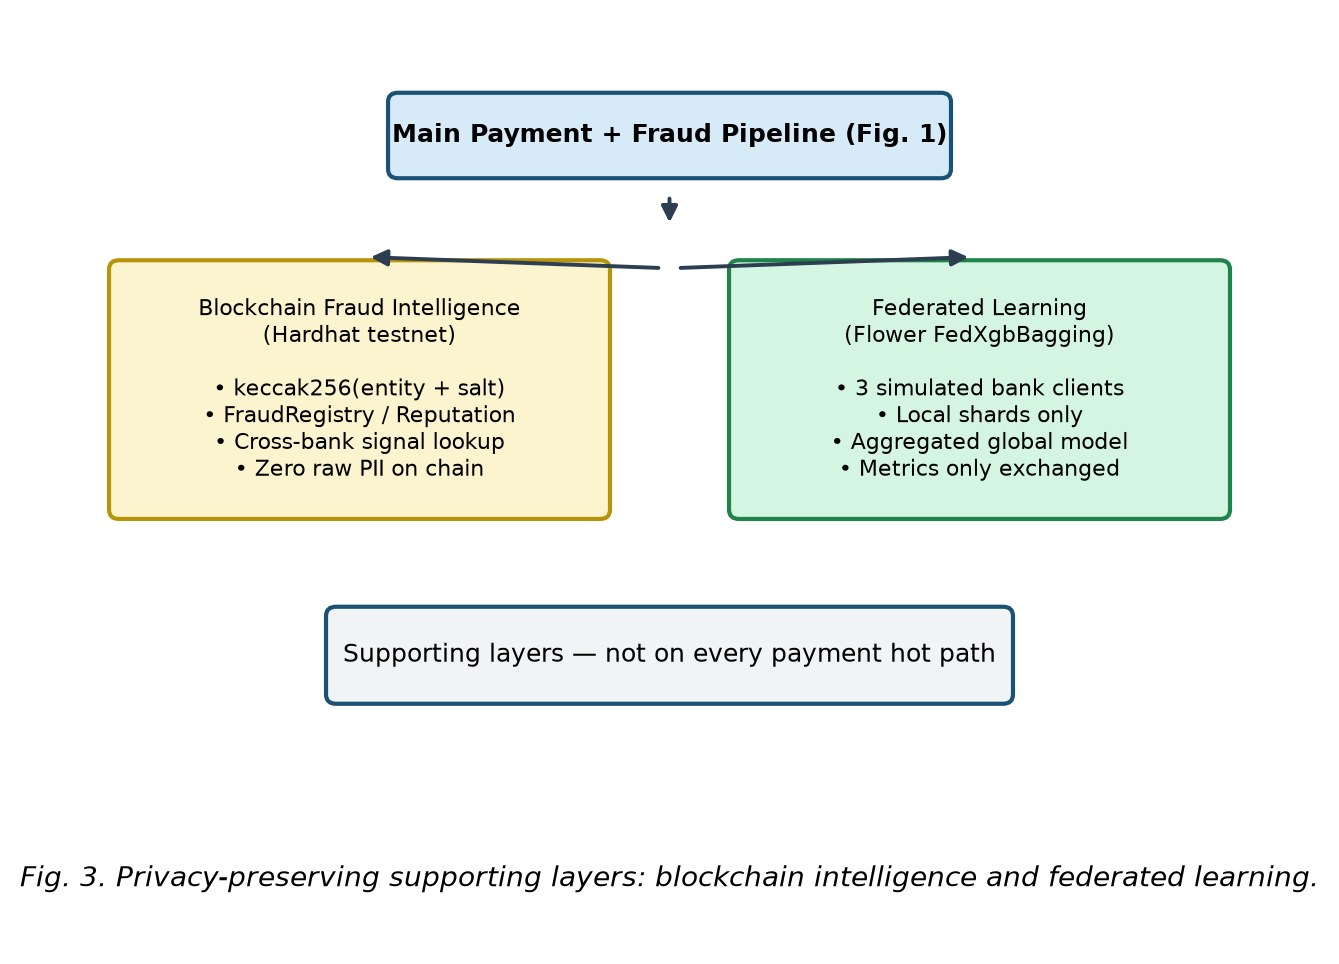 Main Payment + Fraud Pipeline (Fig. 1)
Blockchain Fraud Intelligence
(Hardhat testnet)
• keccak256(entity + salt)
• FraudRegistry / Reputation
• Cross-bank signal lookup
• Zero raw PII on chain
Federated Learning
(Flower FedXgbBagging)
• 3 simulated bank clients
• Local shards only
• Aggregated global model
• Metrics only exchanged
Supporting layers — not on every payment hot path
Fig. 3. Privacy-preserving supporting layers: blockchain intelligence and federated learning.